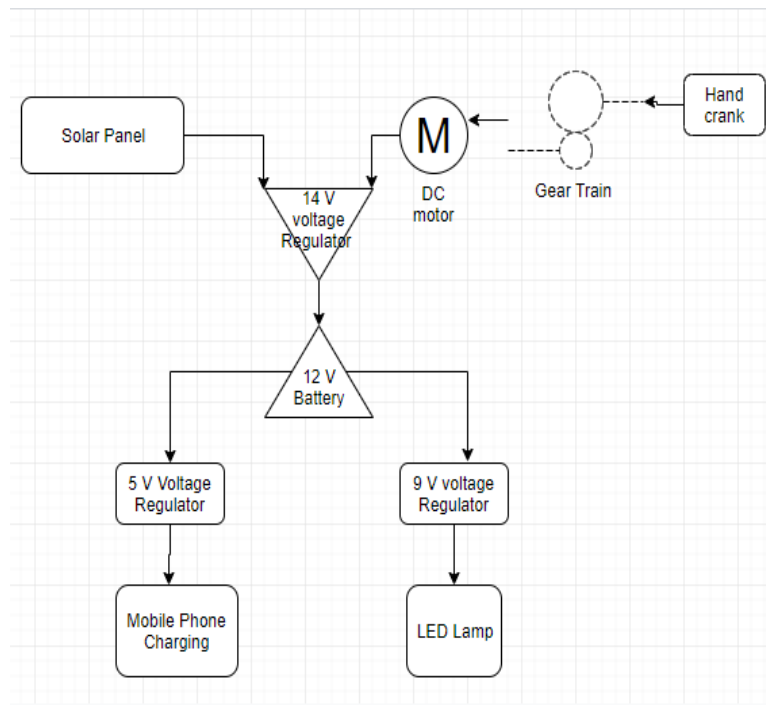 Solar Panel
M
DC
motor
Gear Train
Hand
crank
14 V
voltage
Regulator
12 V
Battery
5 V Voltage
Regulator
9 V voltage
Regulator
Mobile Phone
Charging
LED Lamp